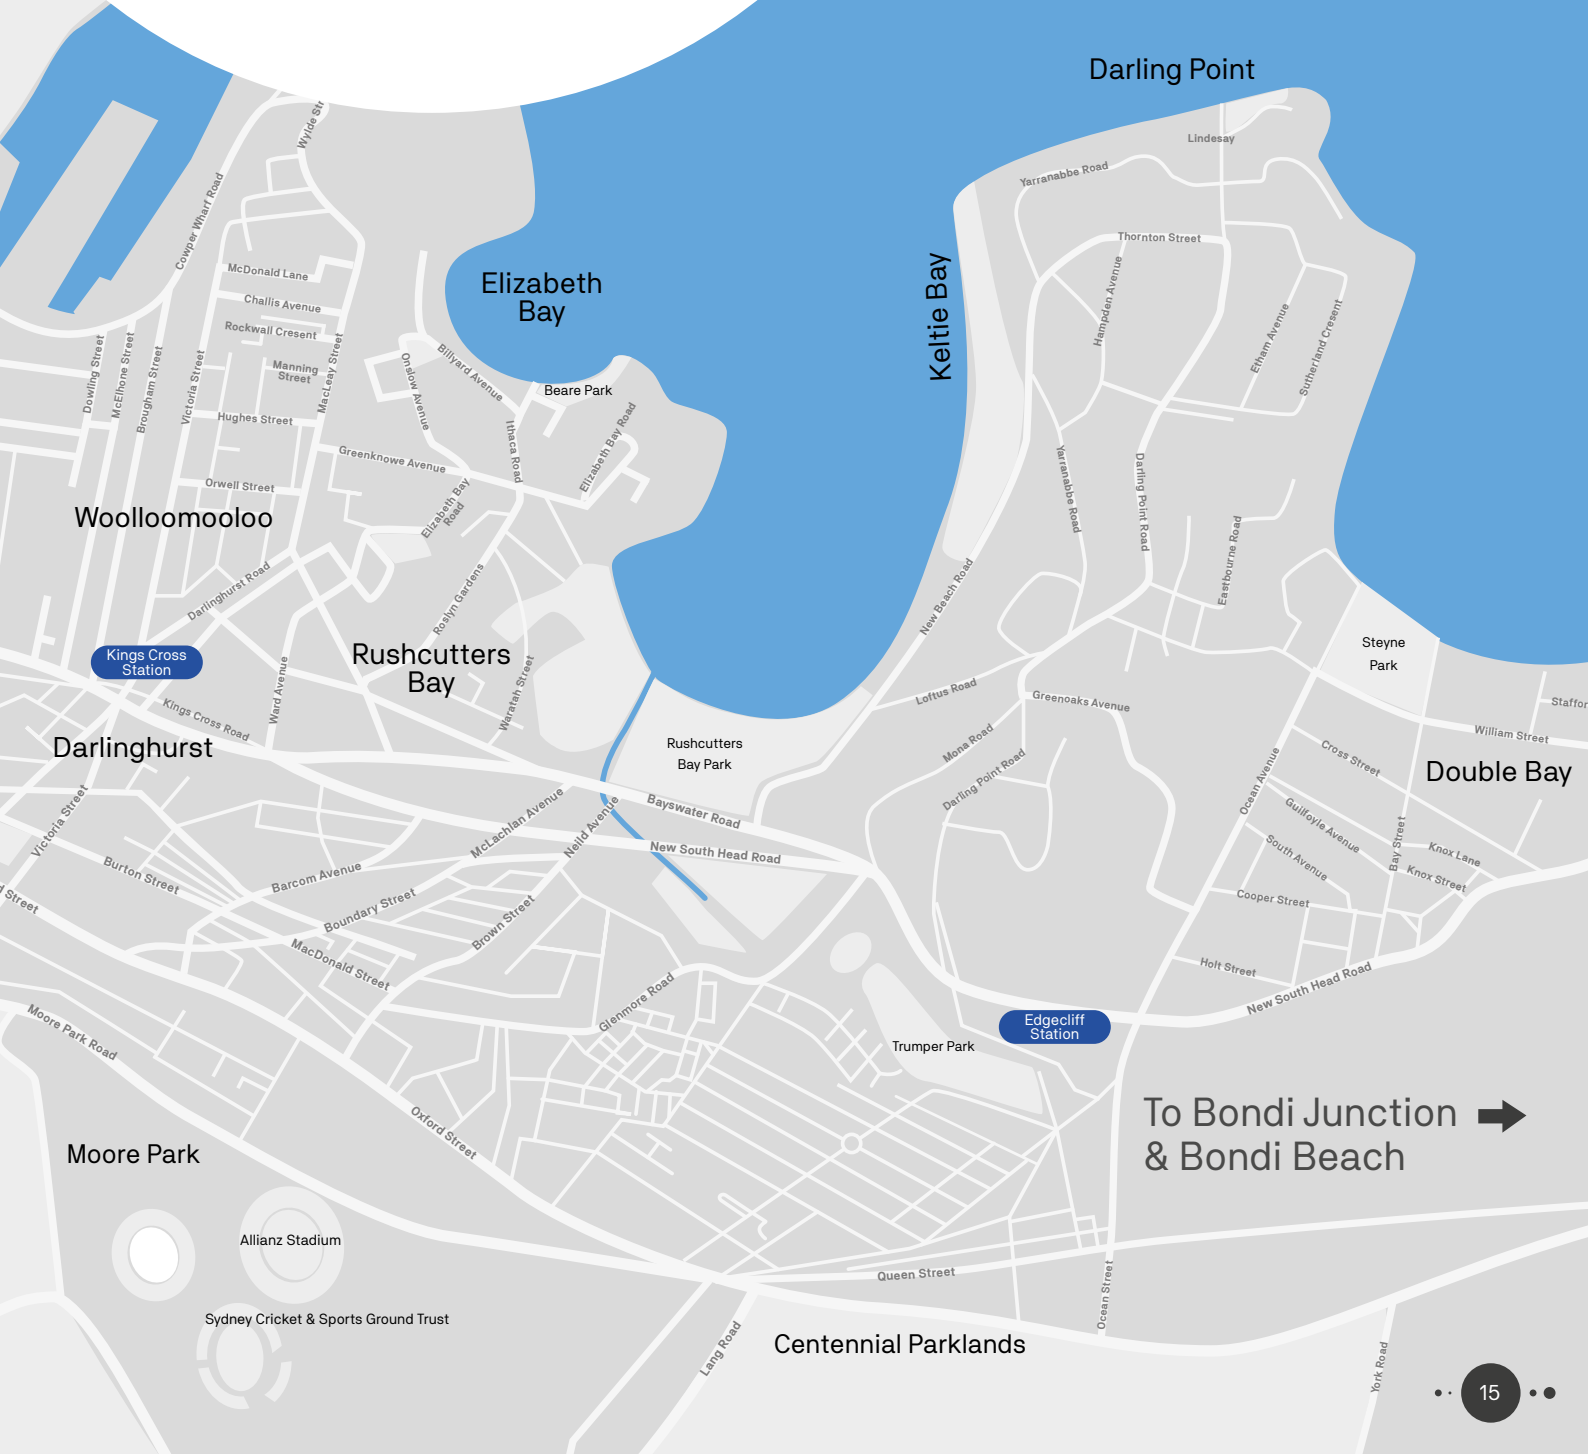 Darling Point
Lindesay
Yarranabbe Road
Thornton Street
Hampden Avenue
Etham Avenue
Sutherland Cresent
Keltie Bay
Yarranabbe Road
Darling Point Road
Eastbourne Road
New Beach Road
Wylde Str
Cowper Wharf Road
McDonald Lane
Challis Avenue
Rockwall Cresent
Manning
Street
MacLeay Street
Hughes Street
Orwell Street
Dowling Street
McElhone Street
Brougham Street
Victoria Street
Elizabeth
Bay
Onslow Avenue
Billyard Avenue
Beare Park
Ithaca Road
Elizabeth Bay Road
Greenknowe Avenue
Elizabeth Bay
Road
Woolloomooloo
Darlinghurst Road
Roslyn Gardens
Rushcutters
Bay
Waratah Street
Ward Avenue
Kings Cross
Station
Kings Cross Road
Darlinghurst
Victoria Street
Steyne
Park
Loftus Road
Greenoaks Avenue
Mona Road
Darling Point Road
Staffor
William Street
Cross Street
Double Bay
Ocean Avenue
Guilfoyle Avenue
South Avenue
Bay Street
Knox Lane
Knox Street
Cooper Street
Holt Street
New South Head Road
Rushcutters
Bay Park
Bayswater Road
New South Head Road
McLachlan Avenue
Neild Avenue
Burton Street
Barcom Avenue
Boundary Street
Brown Street
MacDonald Street
d Street
Glenmore Road
Moore Park Road
Oxford Street
Trumper Park
Edgecliff
Station
To Bondi Junction
& Bondi Beach
Moore Park
Allianz Stadium
Sydney Cricket & Sports Ground Trust
Queen Street
Ocean Street
Lang Road
Centennial Parklands
York Road
15